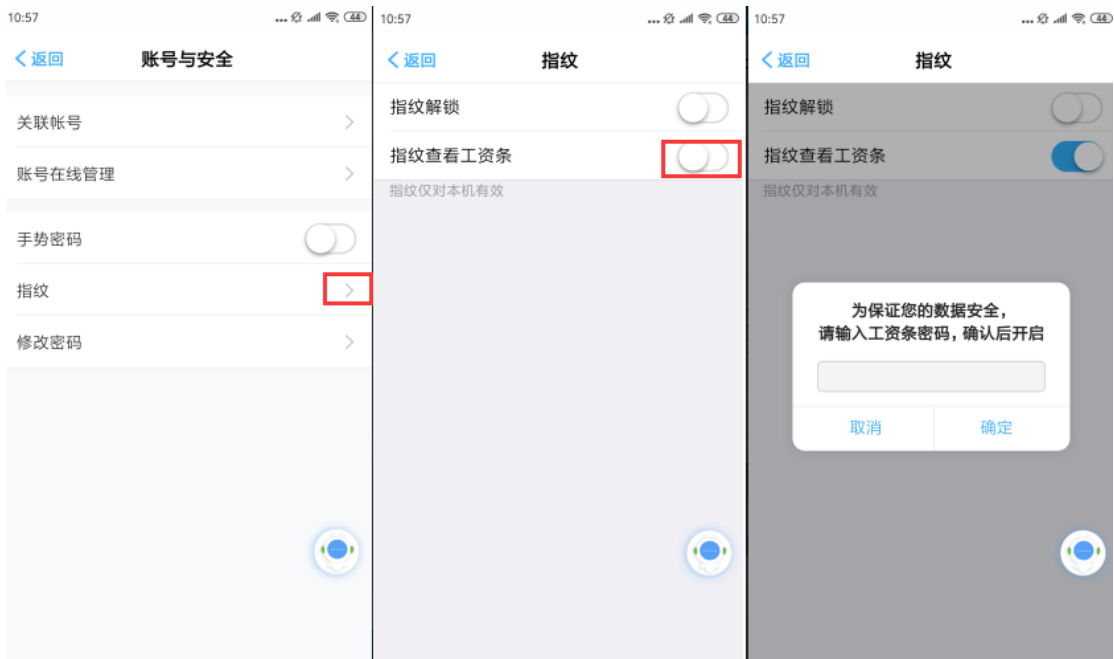 10:57
44
返回
账号与安全
关联帐号
账号在线管理
手势密码
指纹
修改密码
10:57
44
返回
指纹
指纹解锁
指纹查看工资条
指纹仅对本机有效
10:57
44
返回
指纹
指纹解锁
指纹查看工资条
指纹仅对本机有效
为保证您的数据安全，
请输入工资条密码，确认后开启
取消
确定